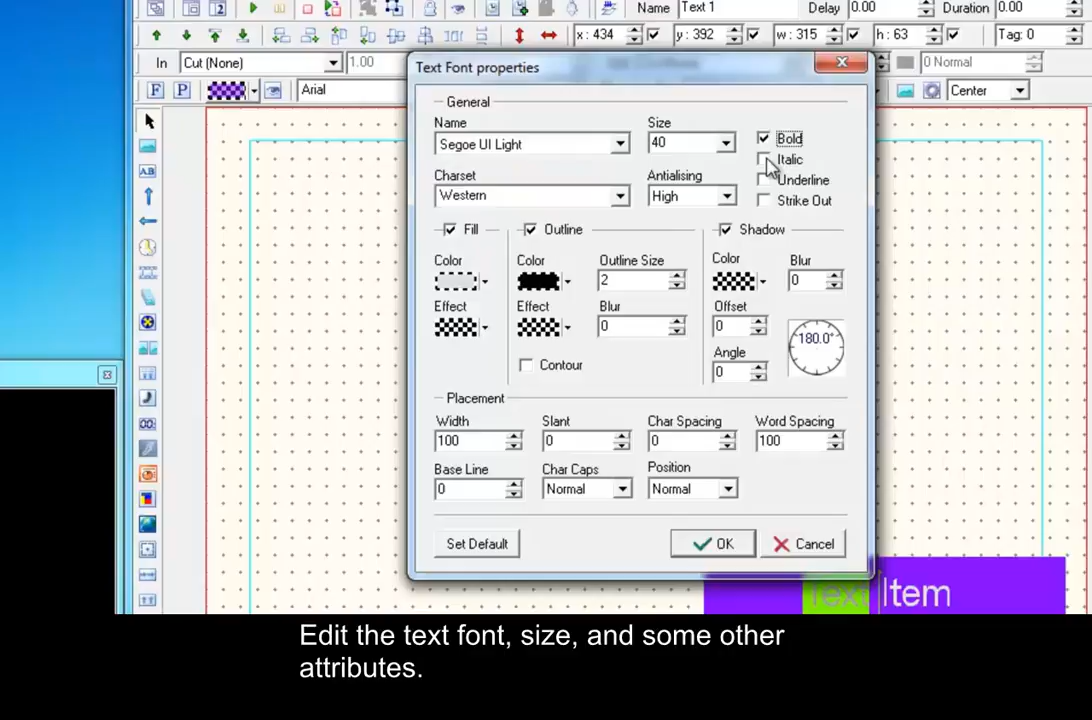 Name Text 1 Delay 0.00 Duration 0.00
x: 434 y: 392 w: 315 h: 63 Tag: 0
In Cut (None) 1.00 0 Normal
F P Arial Center
Text Font properties
General
Name Size
Segoe UI Light 40 Bold
Italic
Charset Antialising Underline
Western High Strike Out
Fill Outline Shadow
Color Color Outline Size Color Blur
2 0
Effect Effect Blur Offset
0 0 180.0°
Angle
Contour 0
Placement
Width Slant Char Spacing Word Spacing
100 0 0 100
Base Line Char Caps Position
0 Normal Normal
Set Default OK Cancel
Text Item
Edit the text font, size, and some other
attributes.